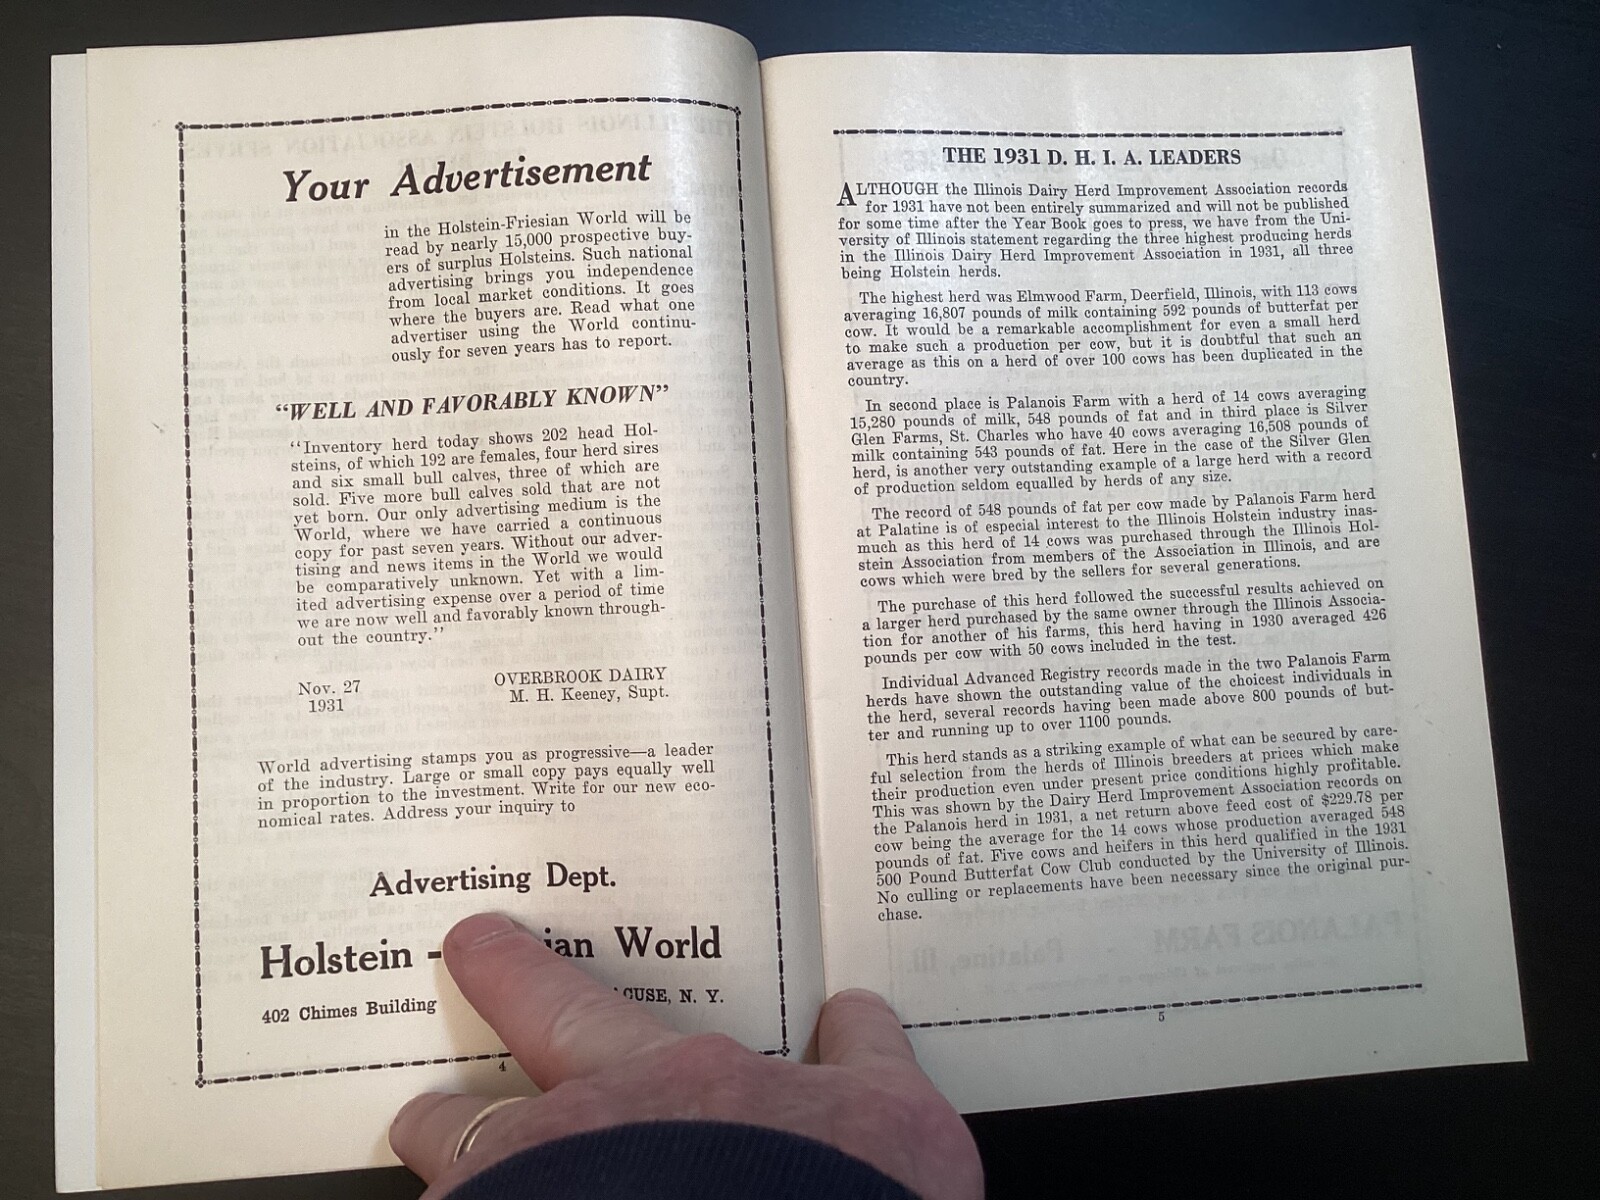 Your Advertisement
in the Holstein-Friesian World will be
read by nearly 15,000 prospective buy-
ers of surplus Holsteins. Such national
advertising brings you independence
from local market conditions. It goes
where the buyers are. Read what one
advertiser using the World continu-
ously for seven years has to report.
“WELL AND FAVORABLY KNOWN”
“Inventory herd today shows 202 head Hol-
steins, of which 192 are females, four herd sires
and six small bull calves, three of which are
sold. Five more bull calves sold that are not
yet born. Our only advertising medium is the
World, where we have carried a continuous
copy for past seven years. Without our adver-
tising and news items in the World we would
be comparatively unknown. Yet with a lim-
ited advertising expense over a period of time
we are now well and favorably known through-
out the country.”
Nov. 27
1931
OVERBROOK DAIRY
M. H. Keeney, Supt.
World advertising stamps you as progressive—a leader
of the industry. Large or small copy pays equally well
in proportion to the investment. Write for our new eco-
nomical rates. Address your inquiry to
Advertising Dept.
Holstein - ian World
402 Chimes Building CUSE, N. Y.
4
THE 1931 D. H. I. A. LEADERS
ALTHOUGH the Illinois Dairy Herd Improvement Association records
for 1931 have not been entirely summarized and will not be published
for some time after the Year Book goes to press, we have from the Uni-
versity of Illinois statement regarding the three highest producing herds
in the Illinois Dairy Herd Improvement Association in 1931, all three
being Holstein herds.
The highest herd was Elmwood Farm, Deerfield, Illinois, with 113 cows
averaging 16,807 pounds of milk containing 592 pounds of butterfat per
cow. It would be a remarkable accomplishment for even a small herd
to make such a production per cow, but it is doubtful that such an
average as this on a herd of over 100 cows has been duplicated in the
country.
In second place is Palanois Farm with a herd of 14 cows averaging
15,280 pounds of milk, 548 pounds of fat and in third place is Silver
Glen Farms, St. Charles who have 40 cows averaging 16,508 pounds of
milk containing 543 pounds of fat. Here in the case of the Silver Glen
herd, is another very outstanding example of a large herd with a record
of production seldom equalled by herds of any size.
The record of 548 pounds of fat per cow made by Palanois Farm herd
at Palatine is of especial interest to the Illinois Holstein industry inas-
much as this herd of 14 cows was purchased through the Illinois Hol-
stein Association from members of the Association in Illinois, and are
cows which were bred by the sellers for several generations.
The purchase of this herd followed the successful results achieved on
a larger herd purchased by the same owner through the Illinois Associa-
tion for another of his farms, this herd having in 1930 averaged 426
pounds per cow with 50 cows included in the test.
Individual Advanced Registry records made in the two Palanois Farm
herds have shown the outstanding value of the choicest individuals in
the herd, several records having been made above 800 pounds of but-
ter and running up to over 1100 pounds.
This herd stands as a striking example of what can be secured by care-
ful selection from the herds of Illinois breeders at prices which make
their production even under present price conditions highly profitable.
This was shown by the Dairy Herd Improvement Association records on
the Palanois herd in 1931, a net return above feed cost of $229.78 per
cow being the average for the 14 cows whose production averaged 548
pounds of fat. Five cows and heifers in this herd qualified in the 1931
500 Pound Butterfat Cow Club conducted by the University of Illinois.
No culling or replacements have been necessary since the original pur-
chase.
5